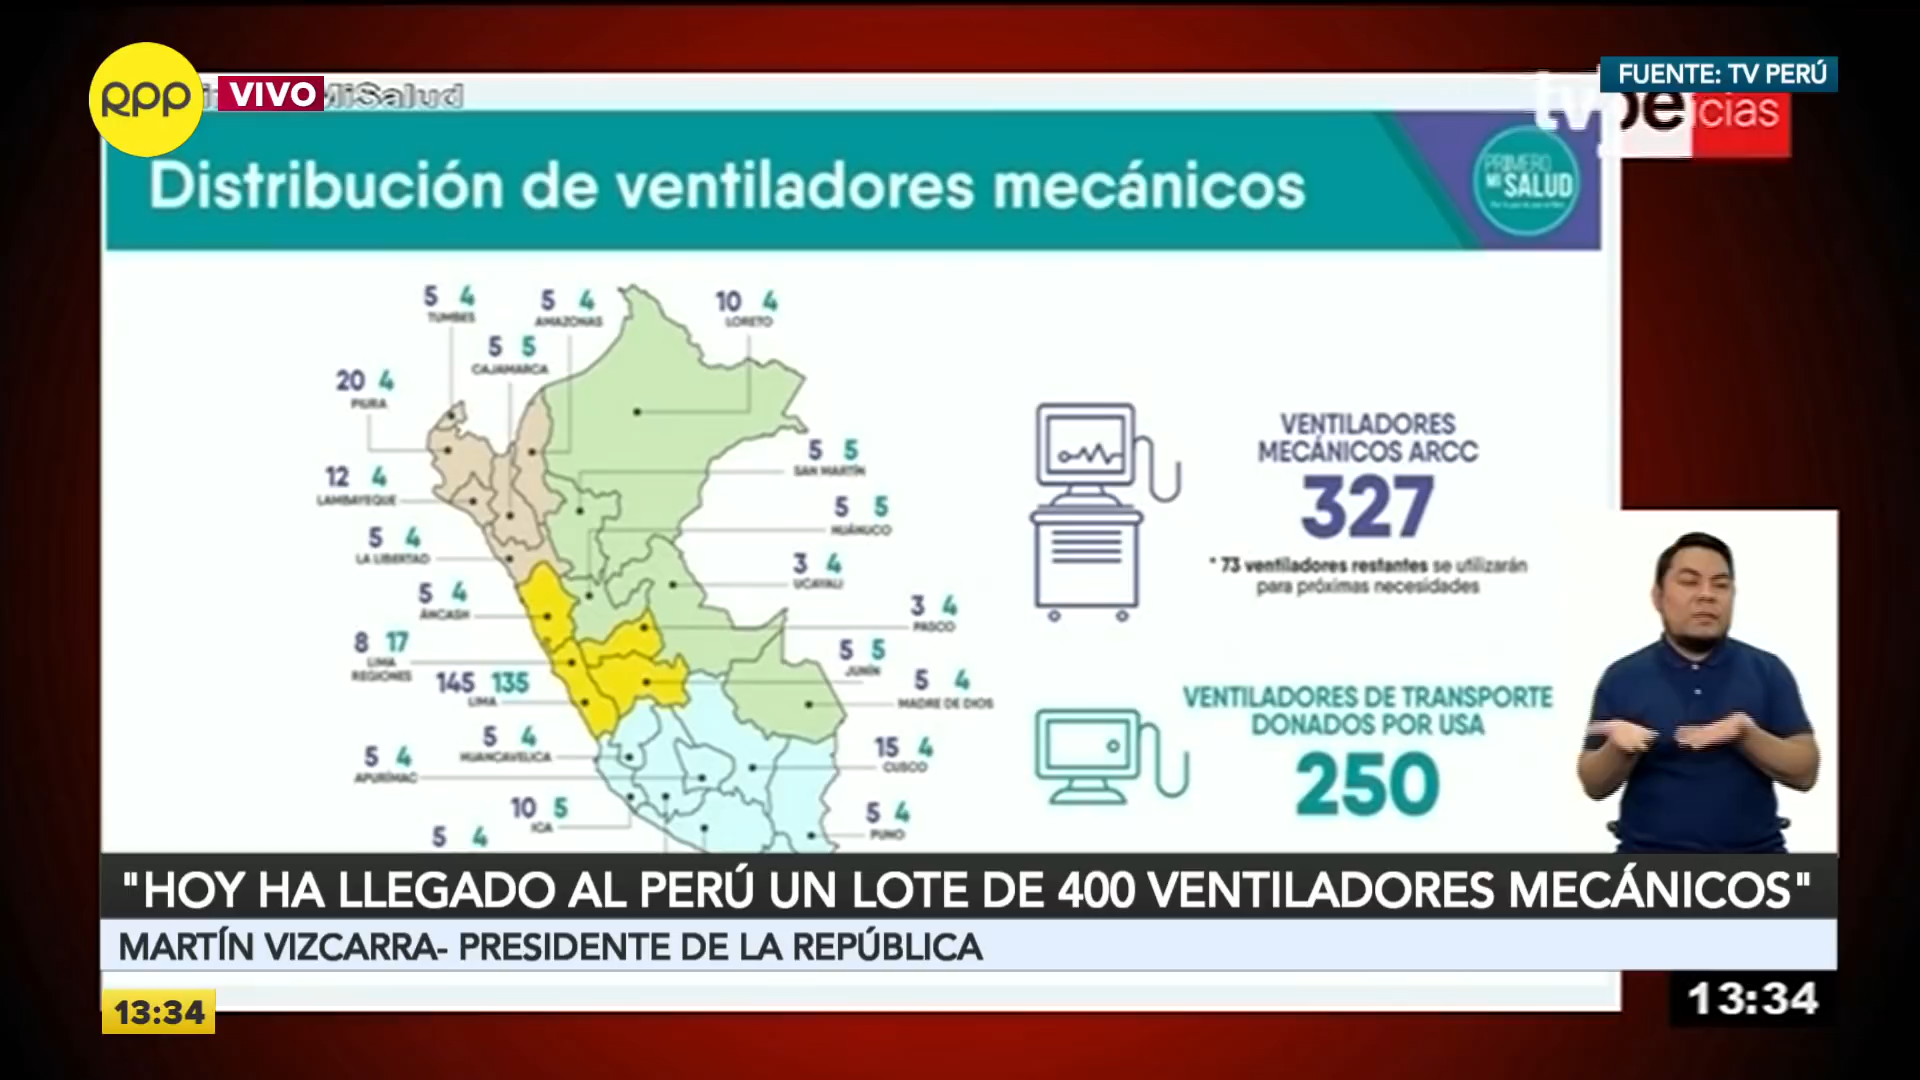 rpp
VIVO
MiSalud
FUENTE: TV PERÚ
tvpe
icias
Distribución de ventiladores mecánicos
PRIMERO
MI SALUD
5 4
TUMBES
5 4
AMAZONAS
10 4
LORETO
5 5
CAJAMARCA
20 4
PIURA
5 5
SAN MARTÍN
12 4
LAMBAYEQUE
5 5
HUÁNUCO
5 4
LA LIBERTAD
3 4
UCAYALI
5 4
ÁNCASH
3 4
PASCO
8 17
LIMA
REGIONES
5 5
JUNÍN
145 135
LIMA
5 4
MADRE DE DIOS
5 4
HUANCAVELICA
15 4
CUSCO
5 4
APURÍMAC
10 5
ICA
5 4
PUNO
5 4
VENTILADORES
MECÁNICOS ARCC
327
* 73 ventiladores restantes se utilizarán
para próximas necesidades
VENTILADORES DE TRANSPORTE
DONADOS POR USA
250
"HOY HA LLEGADO AL PERÚ UN LOTE DE 400 VENTILADORES MECÁNICOS"
MARTÍN VIZCARRA- PRESIDENTE DE LA REPÚBLICA
13:34
13:34